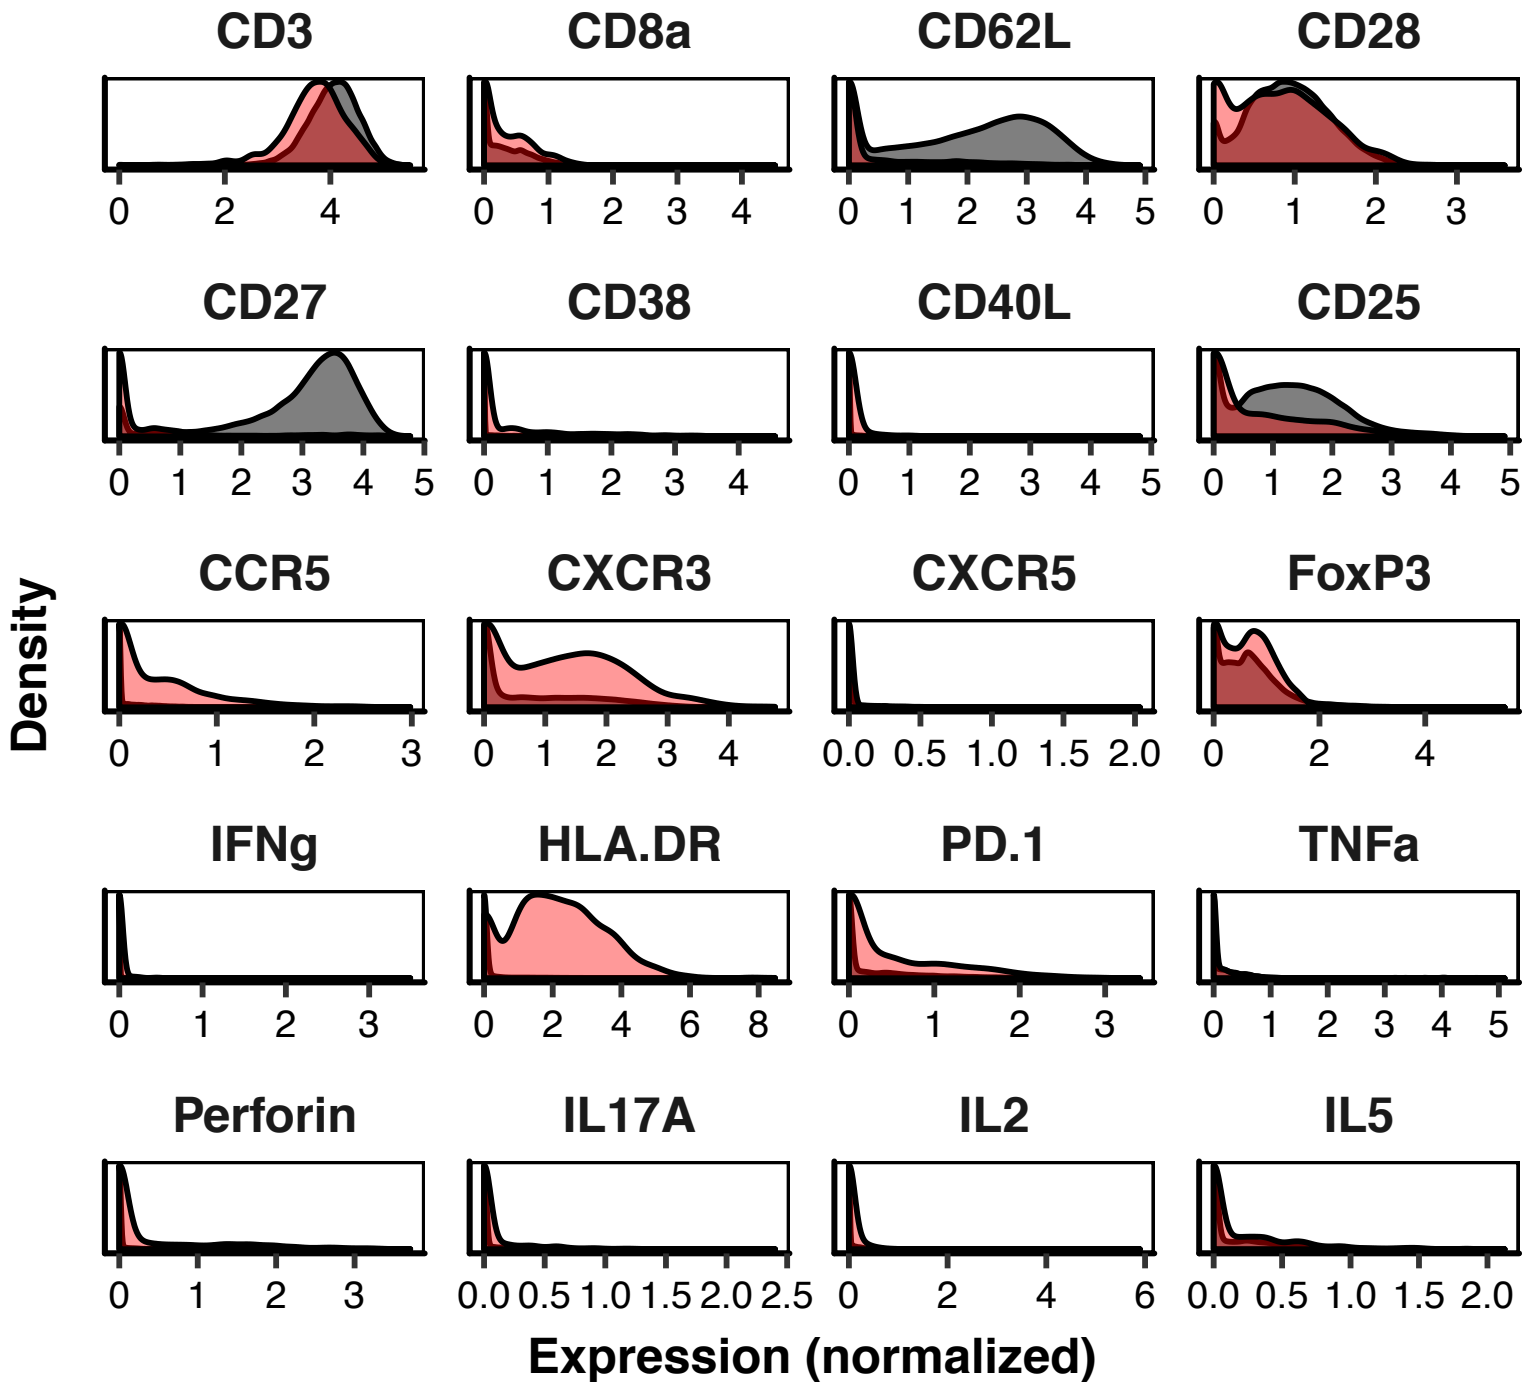 CD3 CD8a CD62L CD28
0 2 4 0 1 2 3 4 0 1 2 3 4 5 0 1 2 3
CD27 CD38 CD40L CD25
0 1 2 3 4 5 0 1 2 3 4 0 1 2 3 4 5 0 1 2 3 4 5
CCR5 CXCR3 CXCR5 FoxP3
0 1 2 3 0 1 2 3 4 0.0 0.5 1.0 1.5 2.0 0 2 4
Density
IFNg HLA.DR PD.1 TNFa
0 1 2 3 0 2 4 6 8 0 1 2 3 0 1 2 3 4 5
Perforin IL17A IL2 IL5
0 1 2 3 0.0 0.5 1.0 1.5 2.0 2.5 0 2 4 6 0.0 0.5 1.0 1.5 2.0
Expression (normalized)